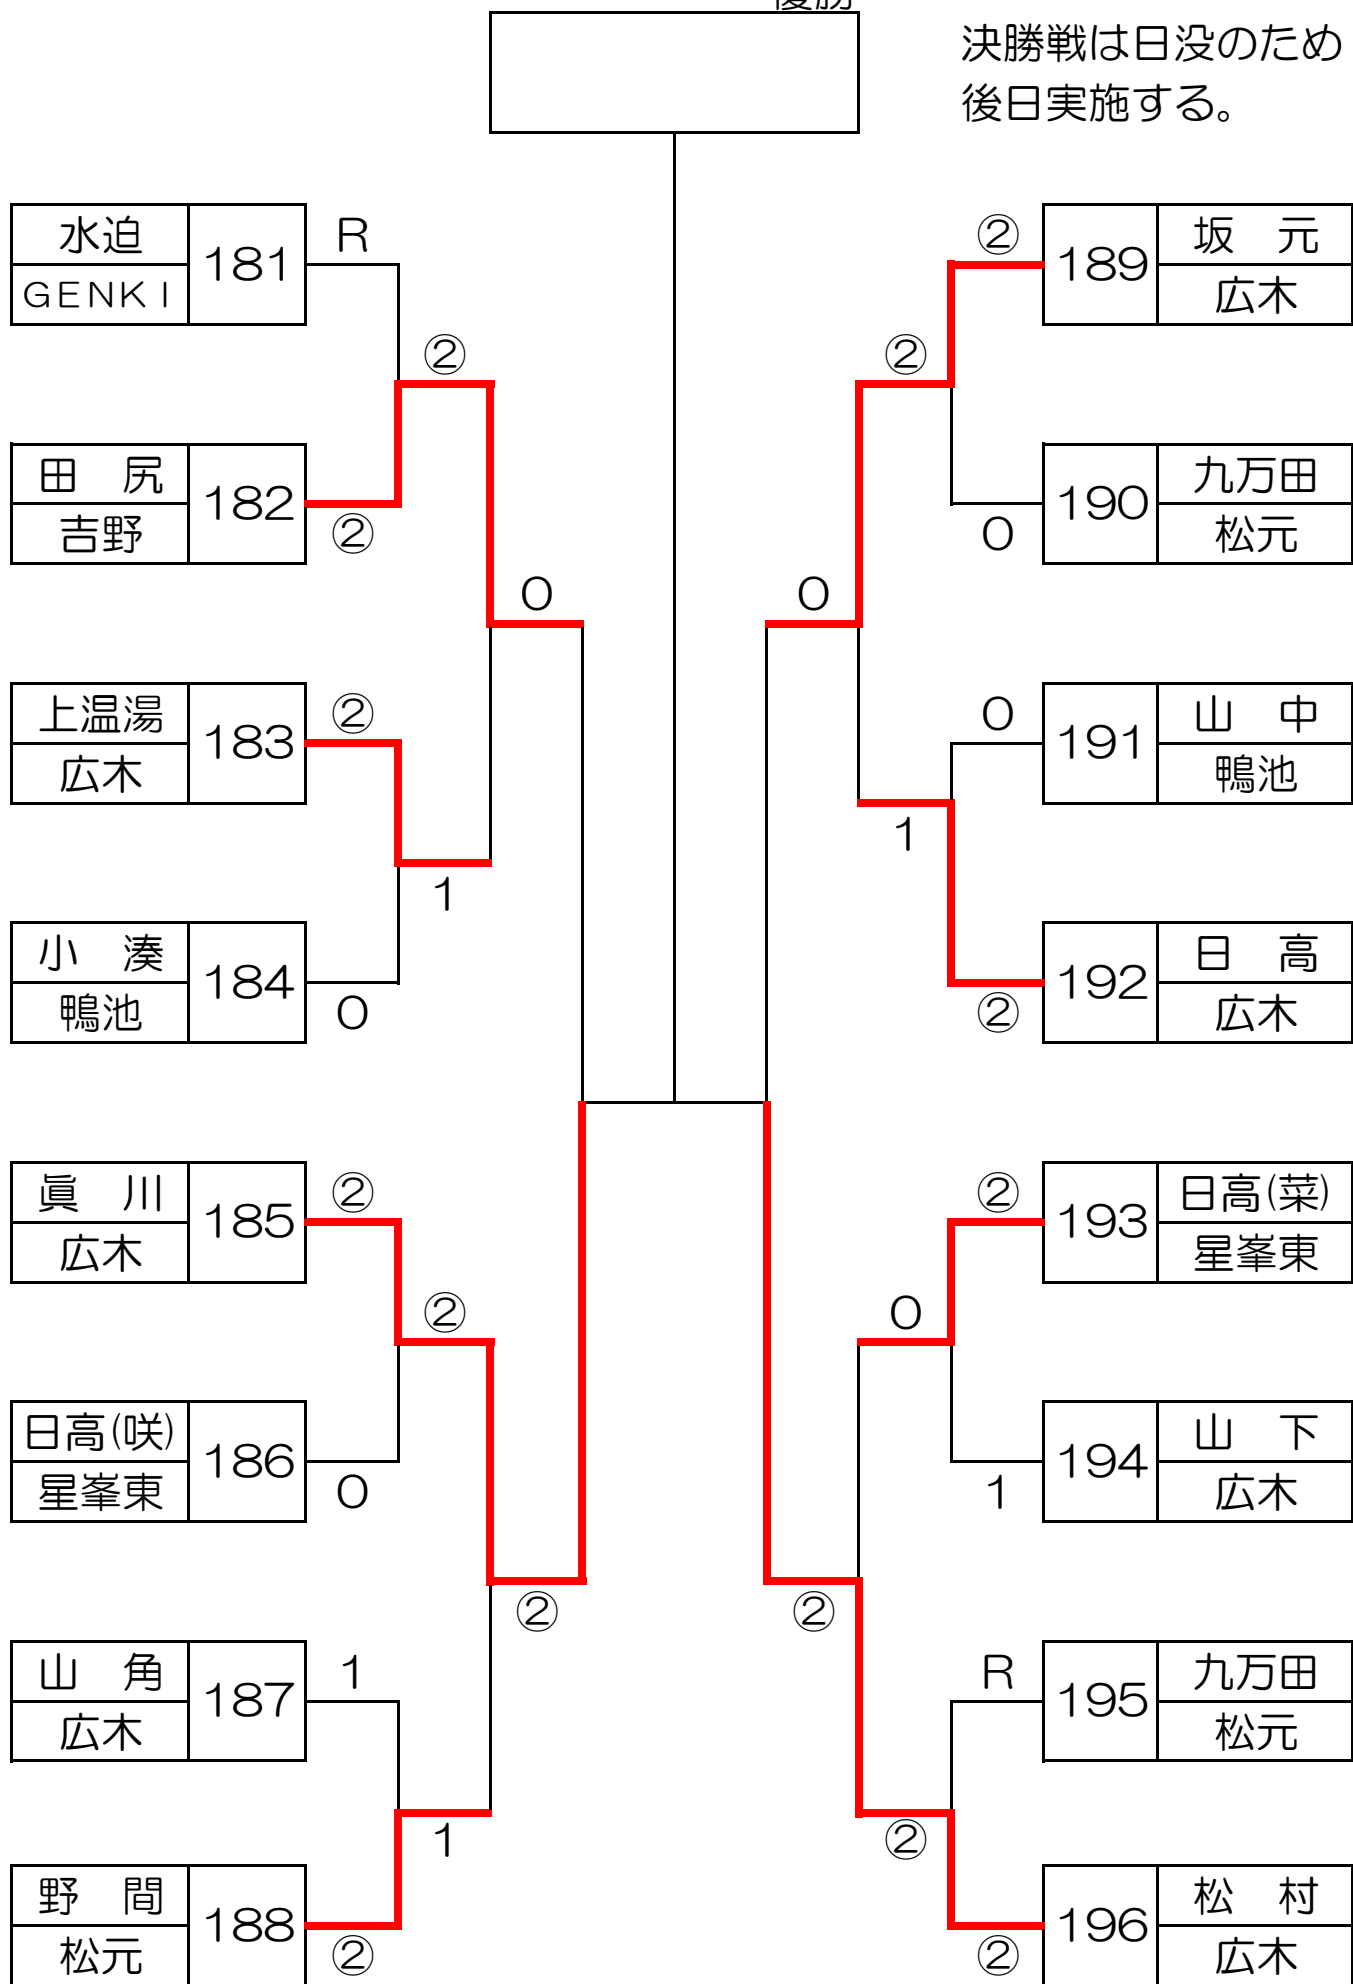 優勝
決勝戦は日没のため
後日実施する。
水迫
GENKI
181
R
②
田 尻
吉野
182
②
0
上温湯
広木
183
②
1
小 湊
鴨池
184
0
眞 川
広木
185
②
②
日高(咲)
星峯東
186
0
②
山 角
広木
187
1
1
野 間
松元
188
②
②
189
坂 元
広木
②
190
九万田
松元
0
0
191
山 中
鴨池
0
1
192
日 高
広木
②
193
日高(菜)
星峯東
②
0
194
山 下
広木
1
②
195
九万田
松元
R
②
196
松 村
広木
②